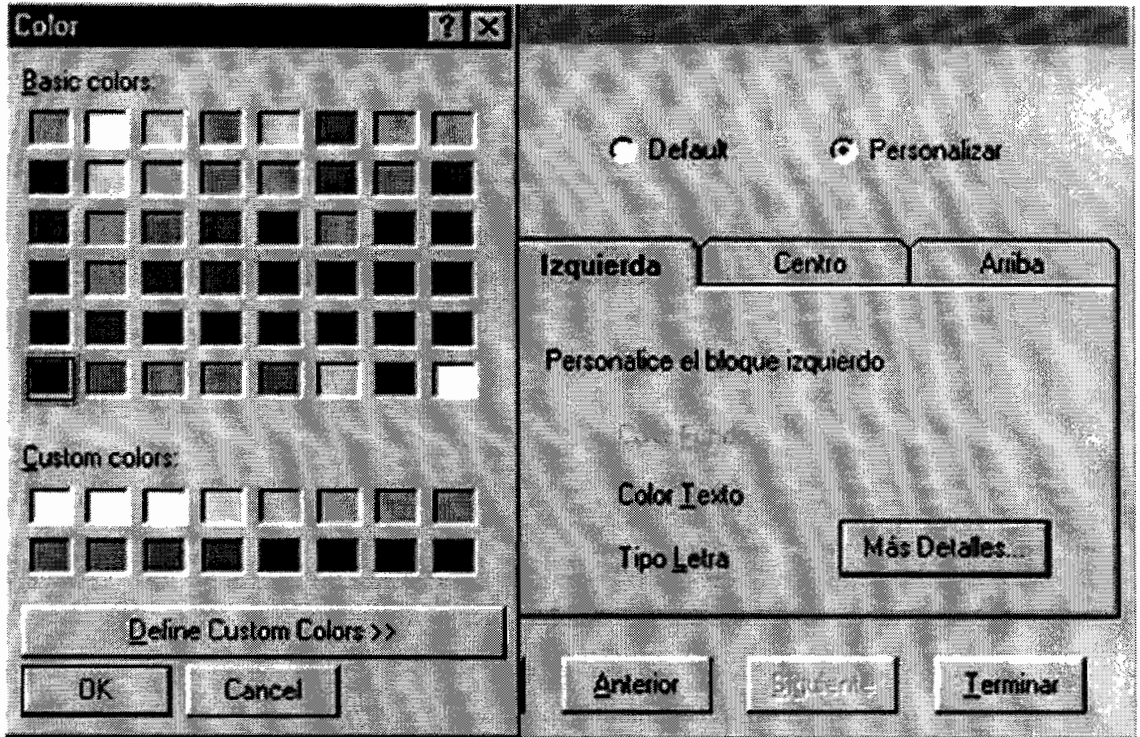 Color
Basic colors:
Custom colors:
Define Custom Colors >>
OK
Cancel
Default
Personalizar
Izquierda
Centro
Arriba
Personalice el bloque izquierdo
Color Texto
Tipo Letra
Más Detalles...
Anterior
Siguiente
Terminar